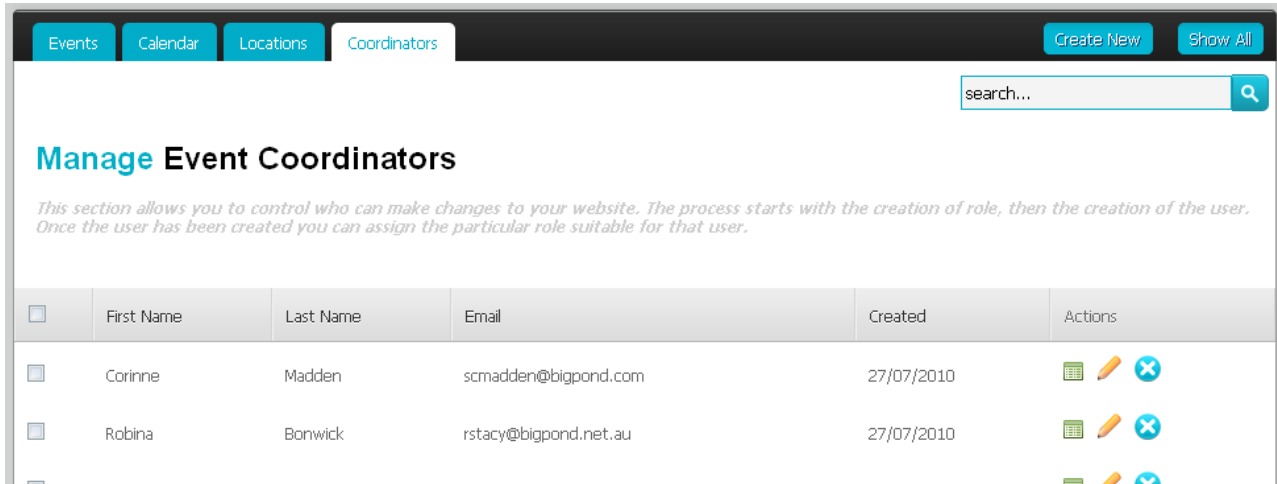 Events Calendar Locations Coordinators Create New Show All
search...
Manage Event Coordinators
This section allows you to control who can make changes to your website. The process starts with the creation of role, then the creation of the user.
Once the user has been created you can assign the particular role suitable for that user.
First Name Last Name Email Created Actions
Corinne Madden scmadden@bigpond.com 27/07/2010
Robina Bonwick rstacy@bigpond.net.au 27/07/2010